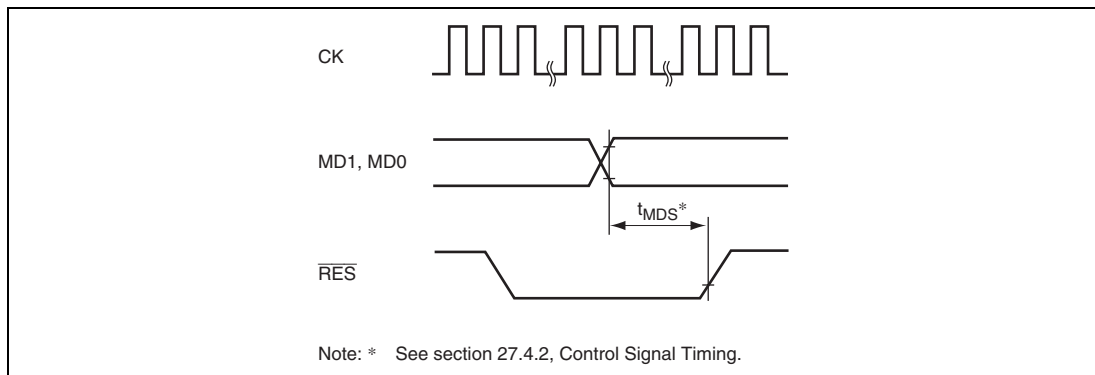 CK
MD1, MD0
tMDS*
RES
Note: * See section 27.4.2, Control Signal Timing.